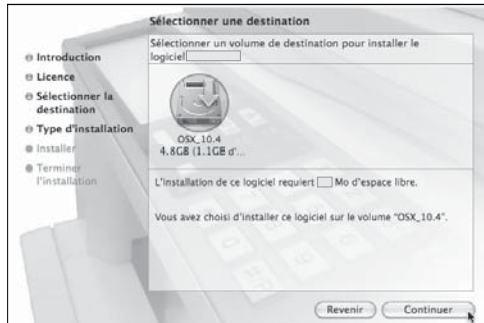 Sélectionner une destination
Sélectionner un volume de destination pour installer le
logiciel
Introduction
Licence
Sélectionner la
destination
Type d'installation
Installer
Terminer
l'installation
OSX_10.4
4.8GB (1.1GB d'...
L'installation de ce logiciel requiert Mo d'espace libre.
Vous avez choisi d'installer ce logiciel sur le volume "OSX_10.4".
Revenir
Continuer